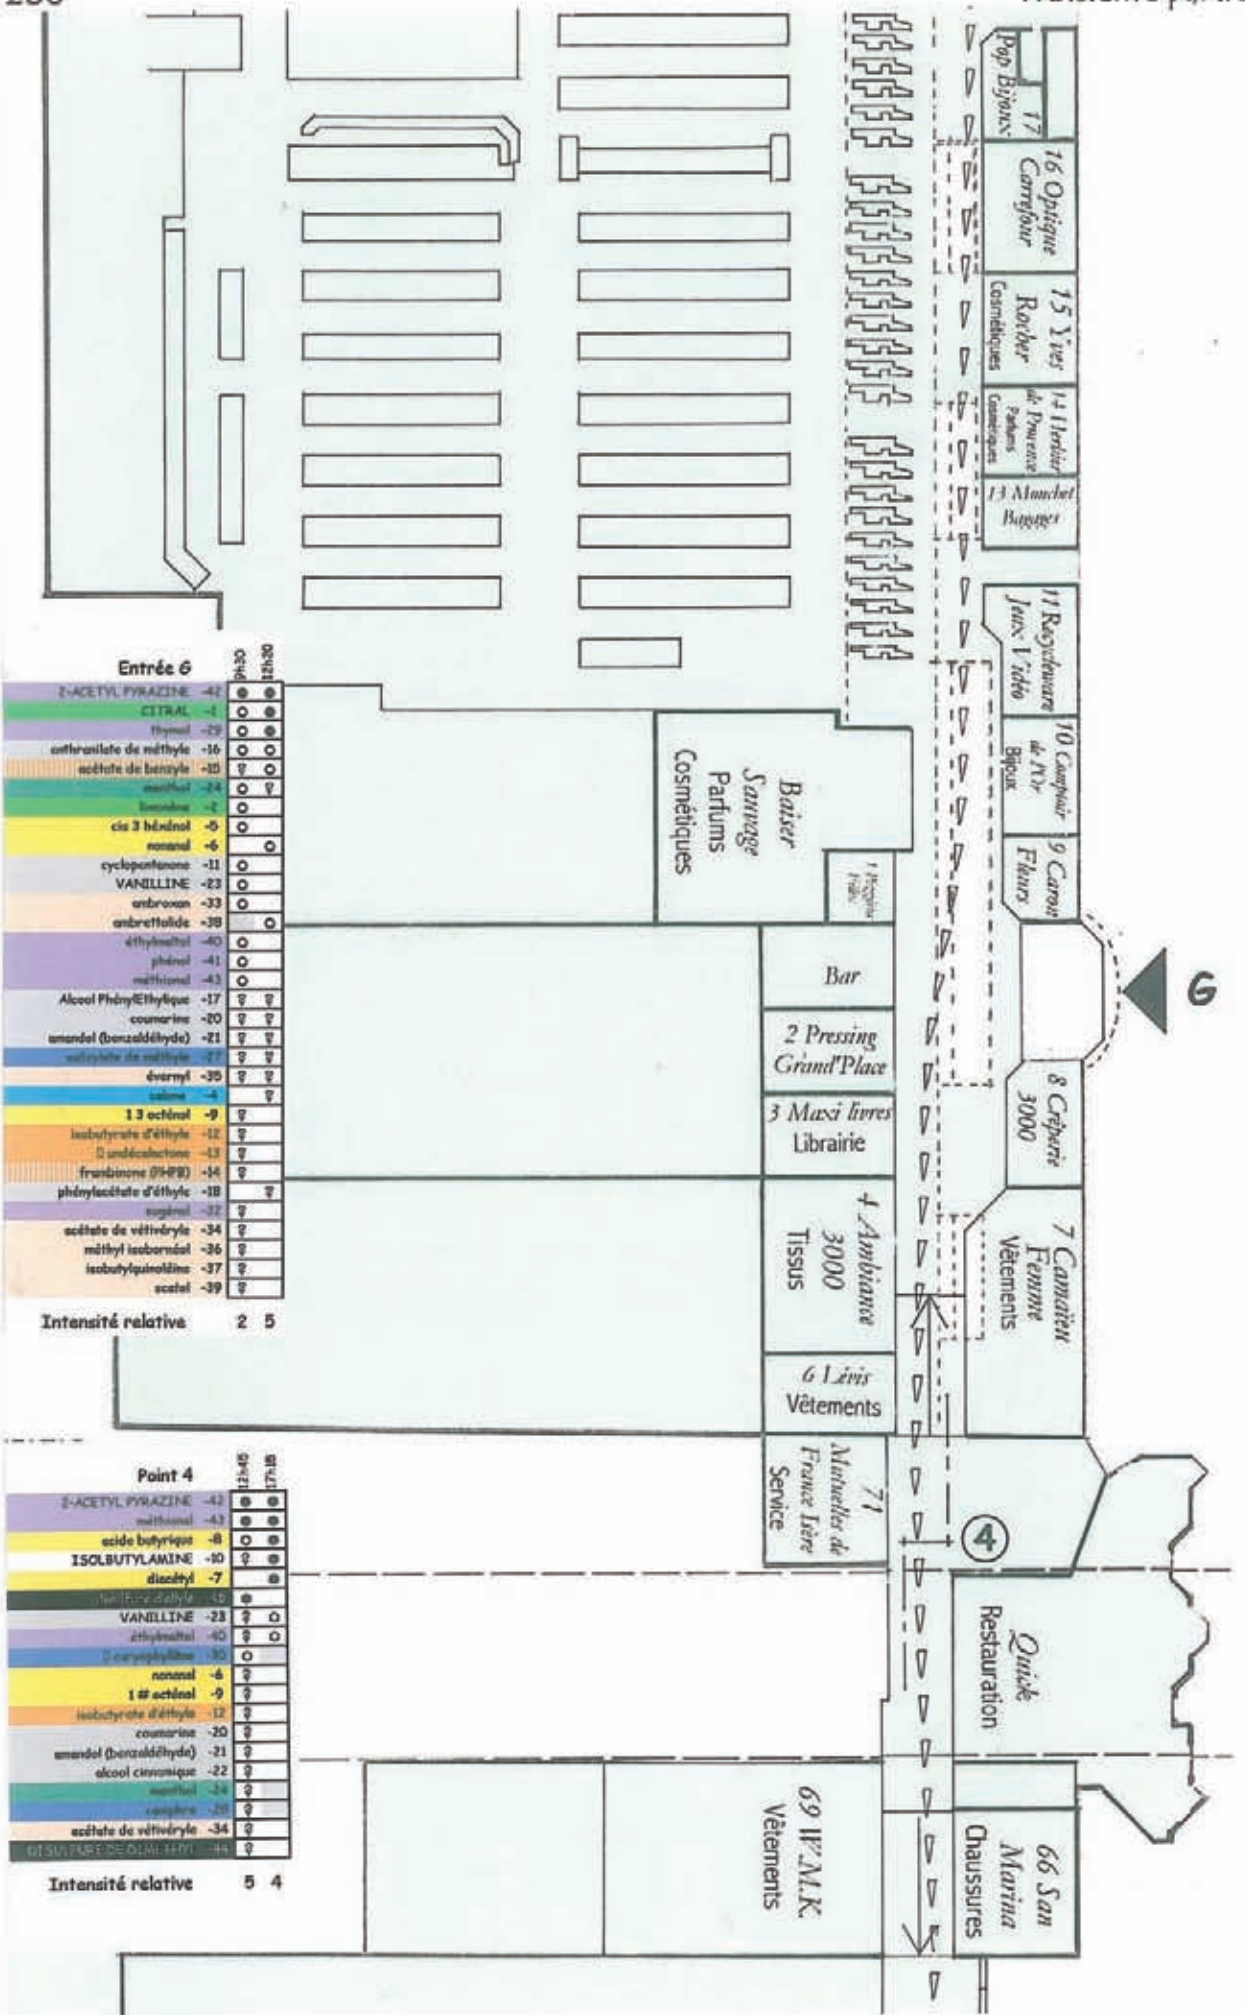 17
Pop Bijoux
16 Optique
Carrefour
15 Yves
Rocher
Cosmétiques
de Provence
Parfums
Cosmétiques
13
Bagages
11
Jeux Vidéo
10 Comptoir
de l'Or
Bijoux
9 Caron
Fleurs
G
8 Crêperie
3000
7 Camaïeu
Femme
Vêtements
Baiser
Sauvage
Parfums
Cosmétiques
Bar
2 Pressing
Grand'Place
3 Maxi livres
Librairie
4 Ambiance
3000
Tissus
6 Lévis
Vêtements
71
Mutuelles de
France Isère
Service
4
Quick
Restauration
69 W.M.K.
Vêtements
66 San
Marina
Chaussures
Entrée G 9h30 12h30
2-ACETYL PYRAZINE -42
CITRAL -1
thymol -29
anthranilate de méthyle -16
acétate de benzyle -15
menthol -24
limonène -2
cis 3 héxénol -5
nonanal -6
cyclopentanone -11
VANILLINE -23
ambroxan -33
ambrettolide -38
éthylmaltol -40
phénol -41
méthional -43
Alcool PhénylEthylique -17
coumarine -20
amandol (benzaldéhyde) -21
salicylate de méthyle -27
évernyl -35
calone -4
1 3 octénol -9
isobutyrate d'éthyle -12
undécalactone -13
frambinone (PHPB) -14
phénylacétate d'éthyle -18
eugénol -32
acétate de vétivéryle -34
méthyl isobornéol -36
isobutylquinoléine -37
scatol -39
Intensité relative 2 5
Point 4 12h45 17h15
2-ACETYL PYRAZINE -42
méthional -43
acide butyrique -8
ISOLBUTYLAMINE -10
diacétyl -7
VANILLINE -23
éthylmaltol -40
caryophyllène -30
nonanal -6
1 # octénol -9
isobutyrate d'éthyle -12
coumarine -20
amandol (benzaldéhyde) -21
alcool cinnamique -22
menthol -24
camphre -28
acétate de vétivéryle -34
Intensité relative 5 4